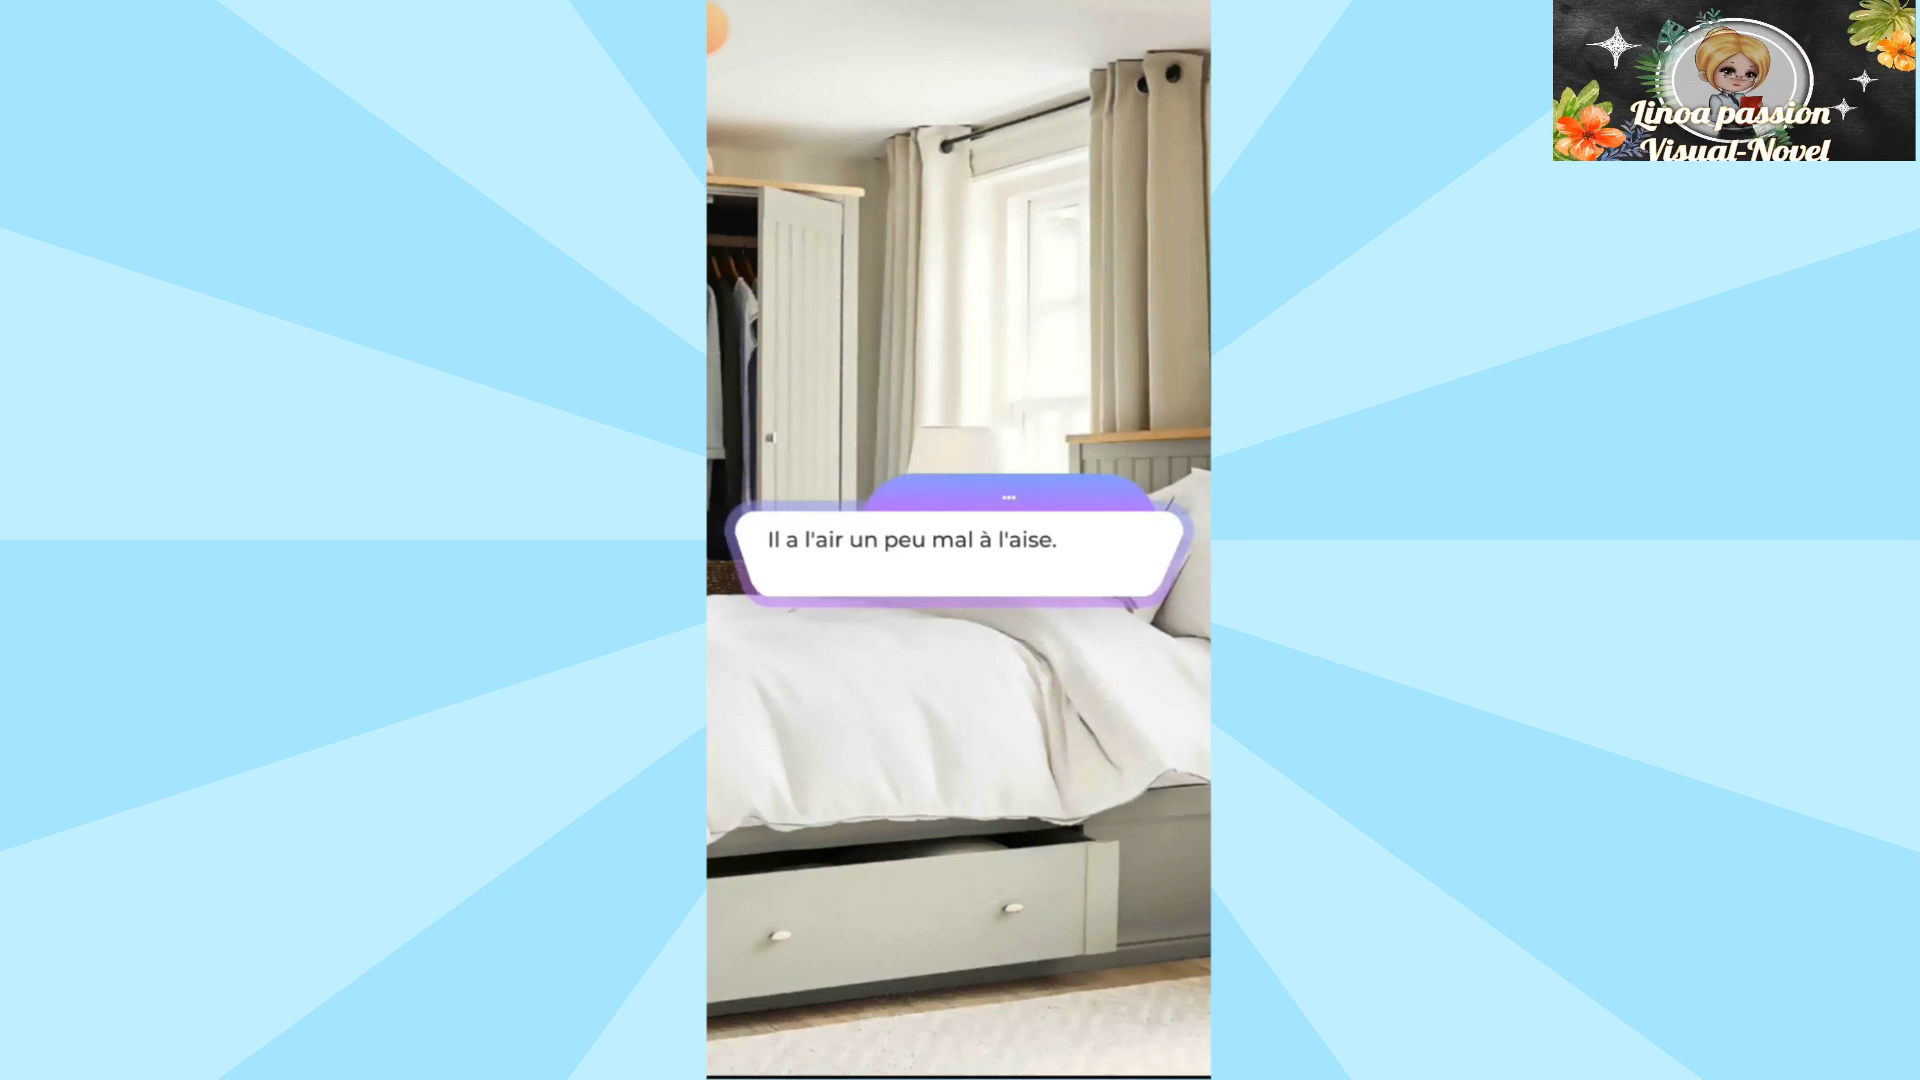 Linoa passion
Visual-Novel
...
Il a l'air un peu mal à l'aise.